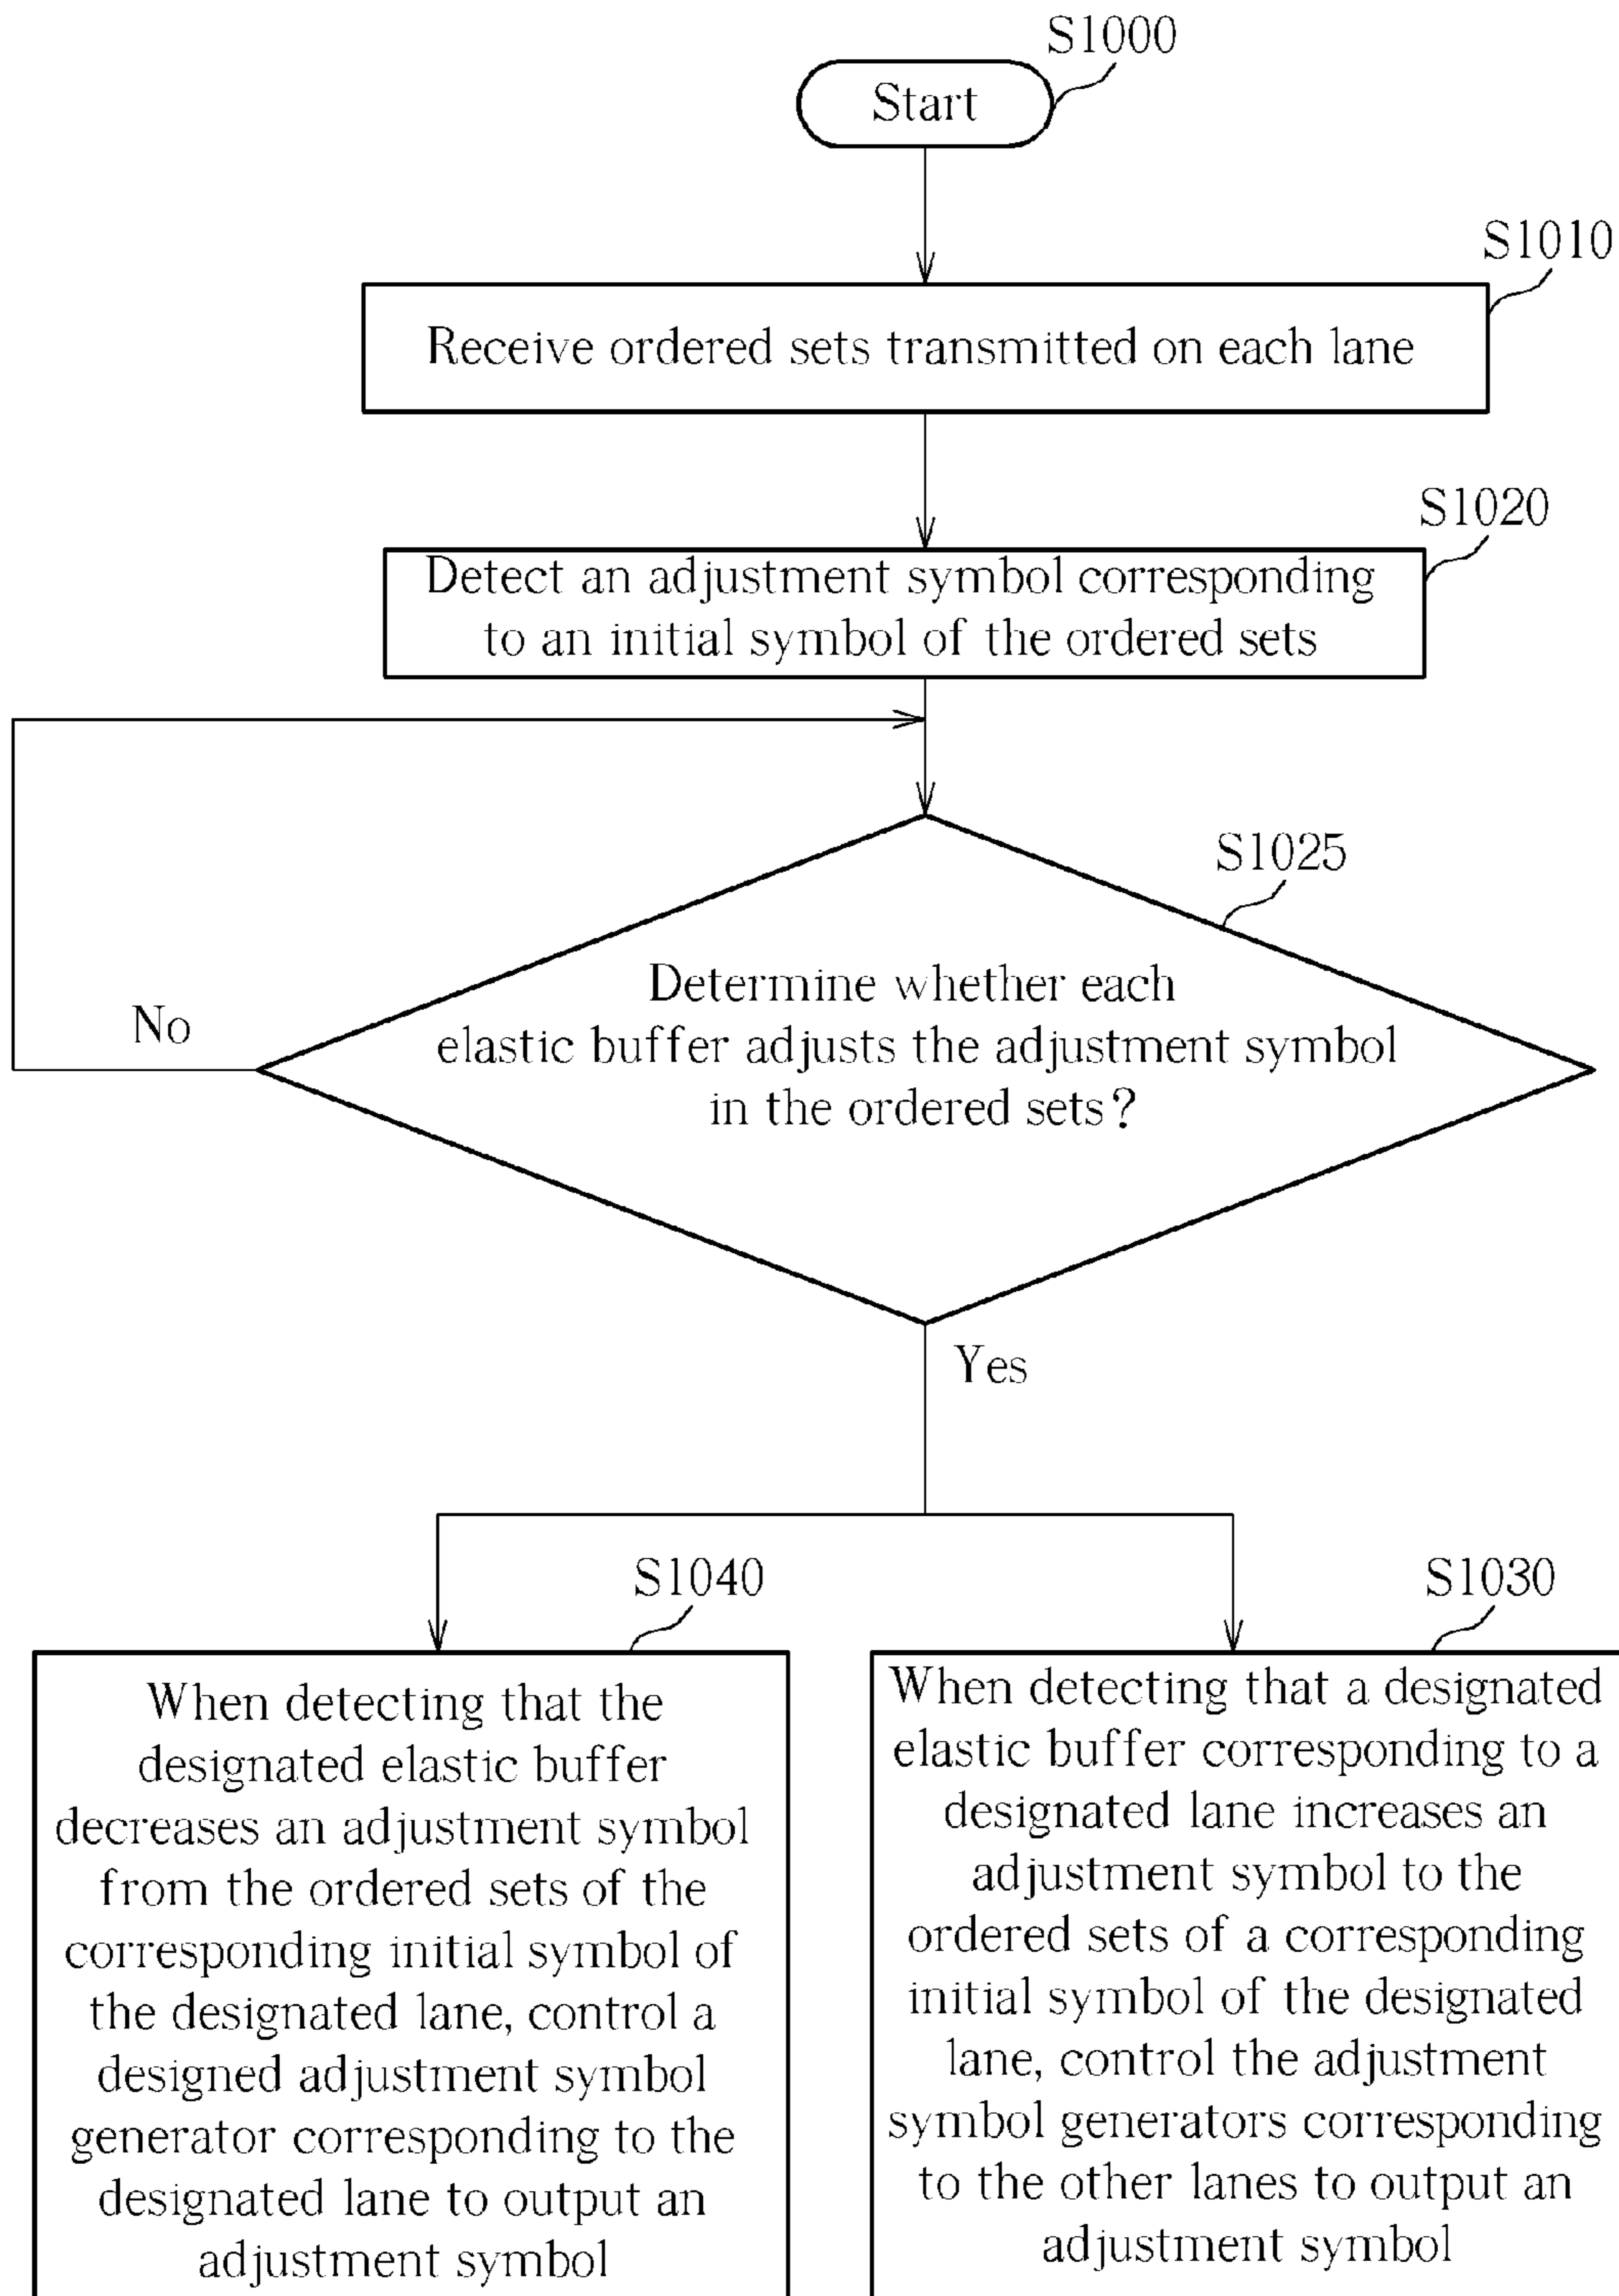 S1000
Start
S1010
Receive ordered sets transmitted on each lane
S1020
Detect an adjustment symbol corresponding
to an initial symbol of the ordered sets
S1025
Determine whether each
elastic buffer adjusts the adjustment symbol
in the ordered sets?
No
Yes
S1040
When detecting that the
designated elastic buffer
decreases an adjustment symbol
from the ordered sets of the
corresponding initial symbol of
the designated lane, control a
designed adjustment symbol
generator corresponding to the
designated lane to output an
adjustment symbol
S1030
When detecting that a designated
elastic buffer corresponding to a
designated lane increases an
adjustment symbol to the
ordered sets of a corresponding
initial symbol of the designated
lane, control the adjustment
symbol generators corresponding
to the other lanes to output an
adjustment symbol